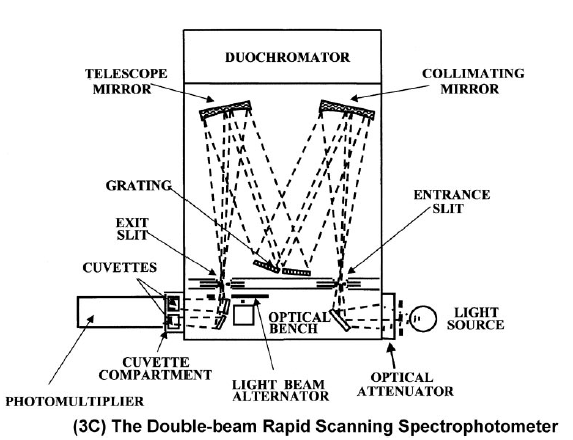 DUOCHROMATOR
TELESCOPE
MIRROR
COLLIMATING
MIRROR
GRATING
ENTRANCE
SLIT
EXIT
SLIT
CUVETTES
OPTICAL
BENCH
LIGHT
SOURCE
CUVETTE
COMPARTMENT
LIGHT BEAM
ALTERNATOR
OPTICAL
ATTENUATOR
PHOTOMULTIPLIER
(3C) The Double-beam Rapid Scanning Spectrophotometer